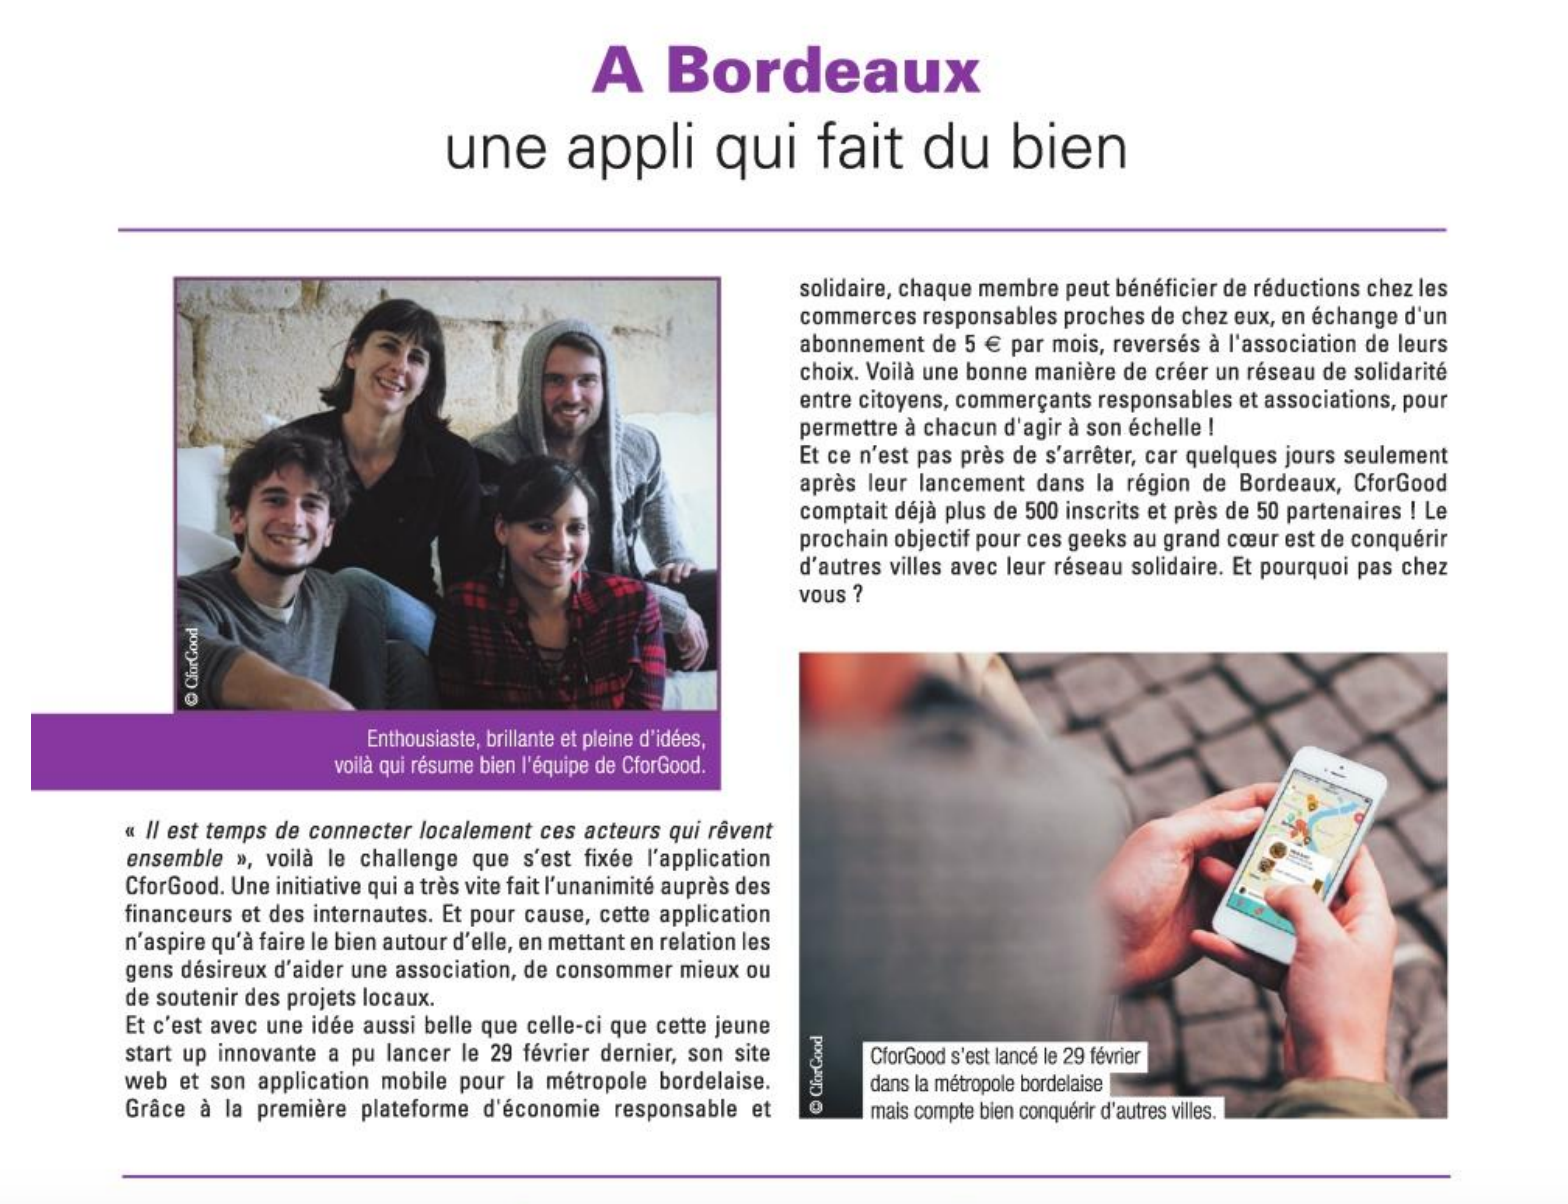 A Bordeaux
une appli qui fait du bien
© CforGood
Enthousiaste, brillante et pleine d'idées,
voilà qui résume bien l'équipe de CforGood.
« Il est temps de connecter localement ces acteurs qui rêvent
ensemble », voilà le challenge que s'est fixée l'application
CforGood. Une initiative qui a très vite fait l'unanimité auprès des
financeurs et des internautes. Et pour cause, cette application
n'aspire qu'à faire le bien autour d'elle, en mettant en relation les
gens désireux d'aider une association, de consommer mieux ou
de soutenir des projets locaux.
Et c'est avec une idée aussi belle que celle-ci que cette jeune
start up innovante a pu lancer le 29 février dernier, son site
web et son application mobile pour la métropole bordelaise.
Grâce à la première plateforme d'économie responsable et
solidaire, chaque membre peut bénéficier de réductions chez les
commerces responsables proches de chez eux, en échange d'un
abonnement de 5 € par mois, reversés à l'association de leurs
choix. Voilà une bonne manière de créer un réseau de solidarité
entre citoyens, commerçants responsables et associations, pour
permettre à chacun d'agir à son échelle !
Et ce n'est pas près de s'arrêter, car quelques jours seulement
après leur lancement dans la région de Bordeaux, CforGood
comptait déjà plus de 500 inscrits et près de 50 partenaires ! Le
prochain objectif pour ces geeks au grand cœur est de conquérir
d'autres villes avec leur réseau solidaire. Et pourquoi pas chez
vous ?
© CforGood
CforGood s'est lancé le 29 février
dans la métropole bordelaise
mais compte bien conquérir d'autres villes.